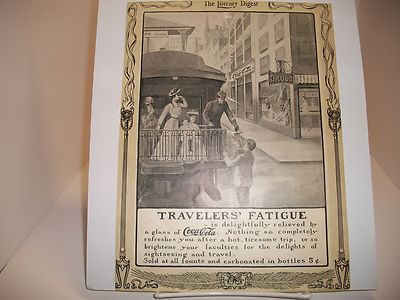 The Literary Digest
Coca-Cola
DRUGS
TRAVELERS' FATIGUE
—is delightfully relieved by
a glass of Coca-Cola. Nothing so completely
refreshes you after a hot, tiresome trip, or so
brightens your faculties for the delights of
sightseeing and travel.
Sold at all founts and carbonated in bottles 5¢.